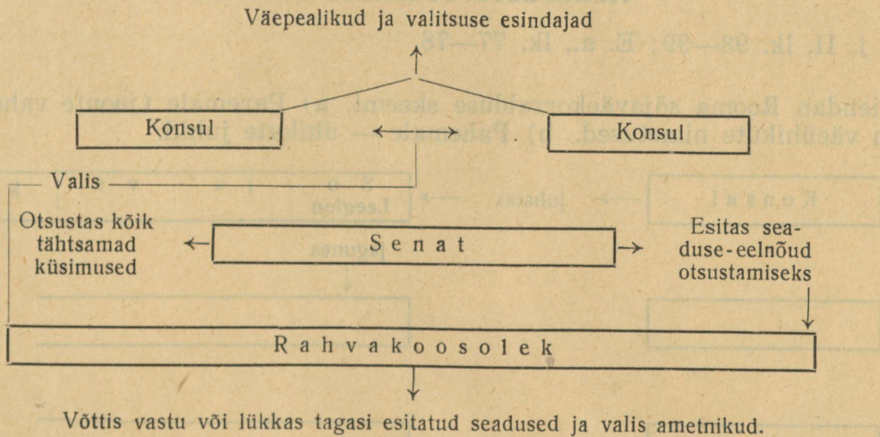 Väepealikud ja valitsuse esindajad
Konsul
Konsul
Valis
Otsustas kõik
tähtsamad
küsimused
Senat
Esitas sea-
duse-eelnõud
otsustamiseks
Rahvakoosolek
Võttis vastu või lükkas tagasi esitatud seadused ja valis ametnikud.